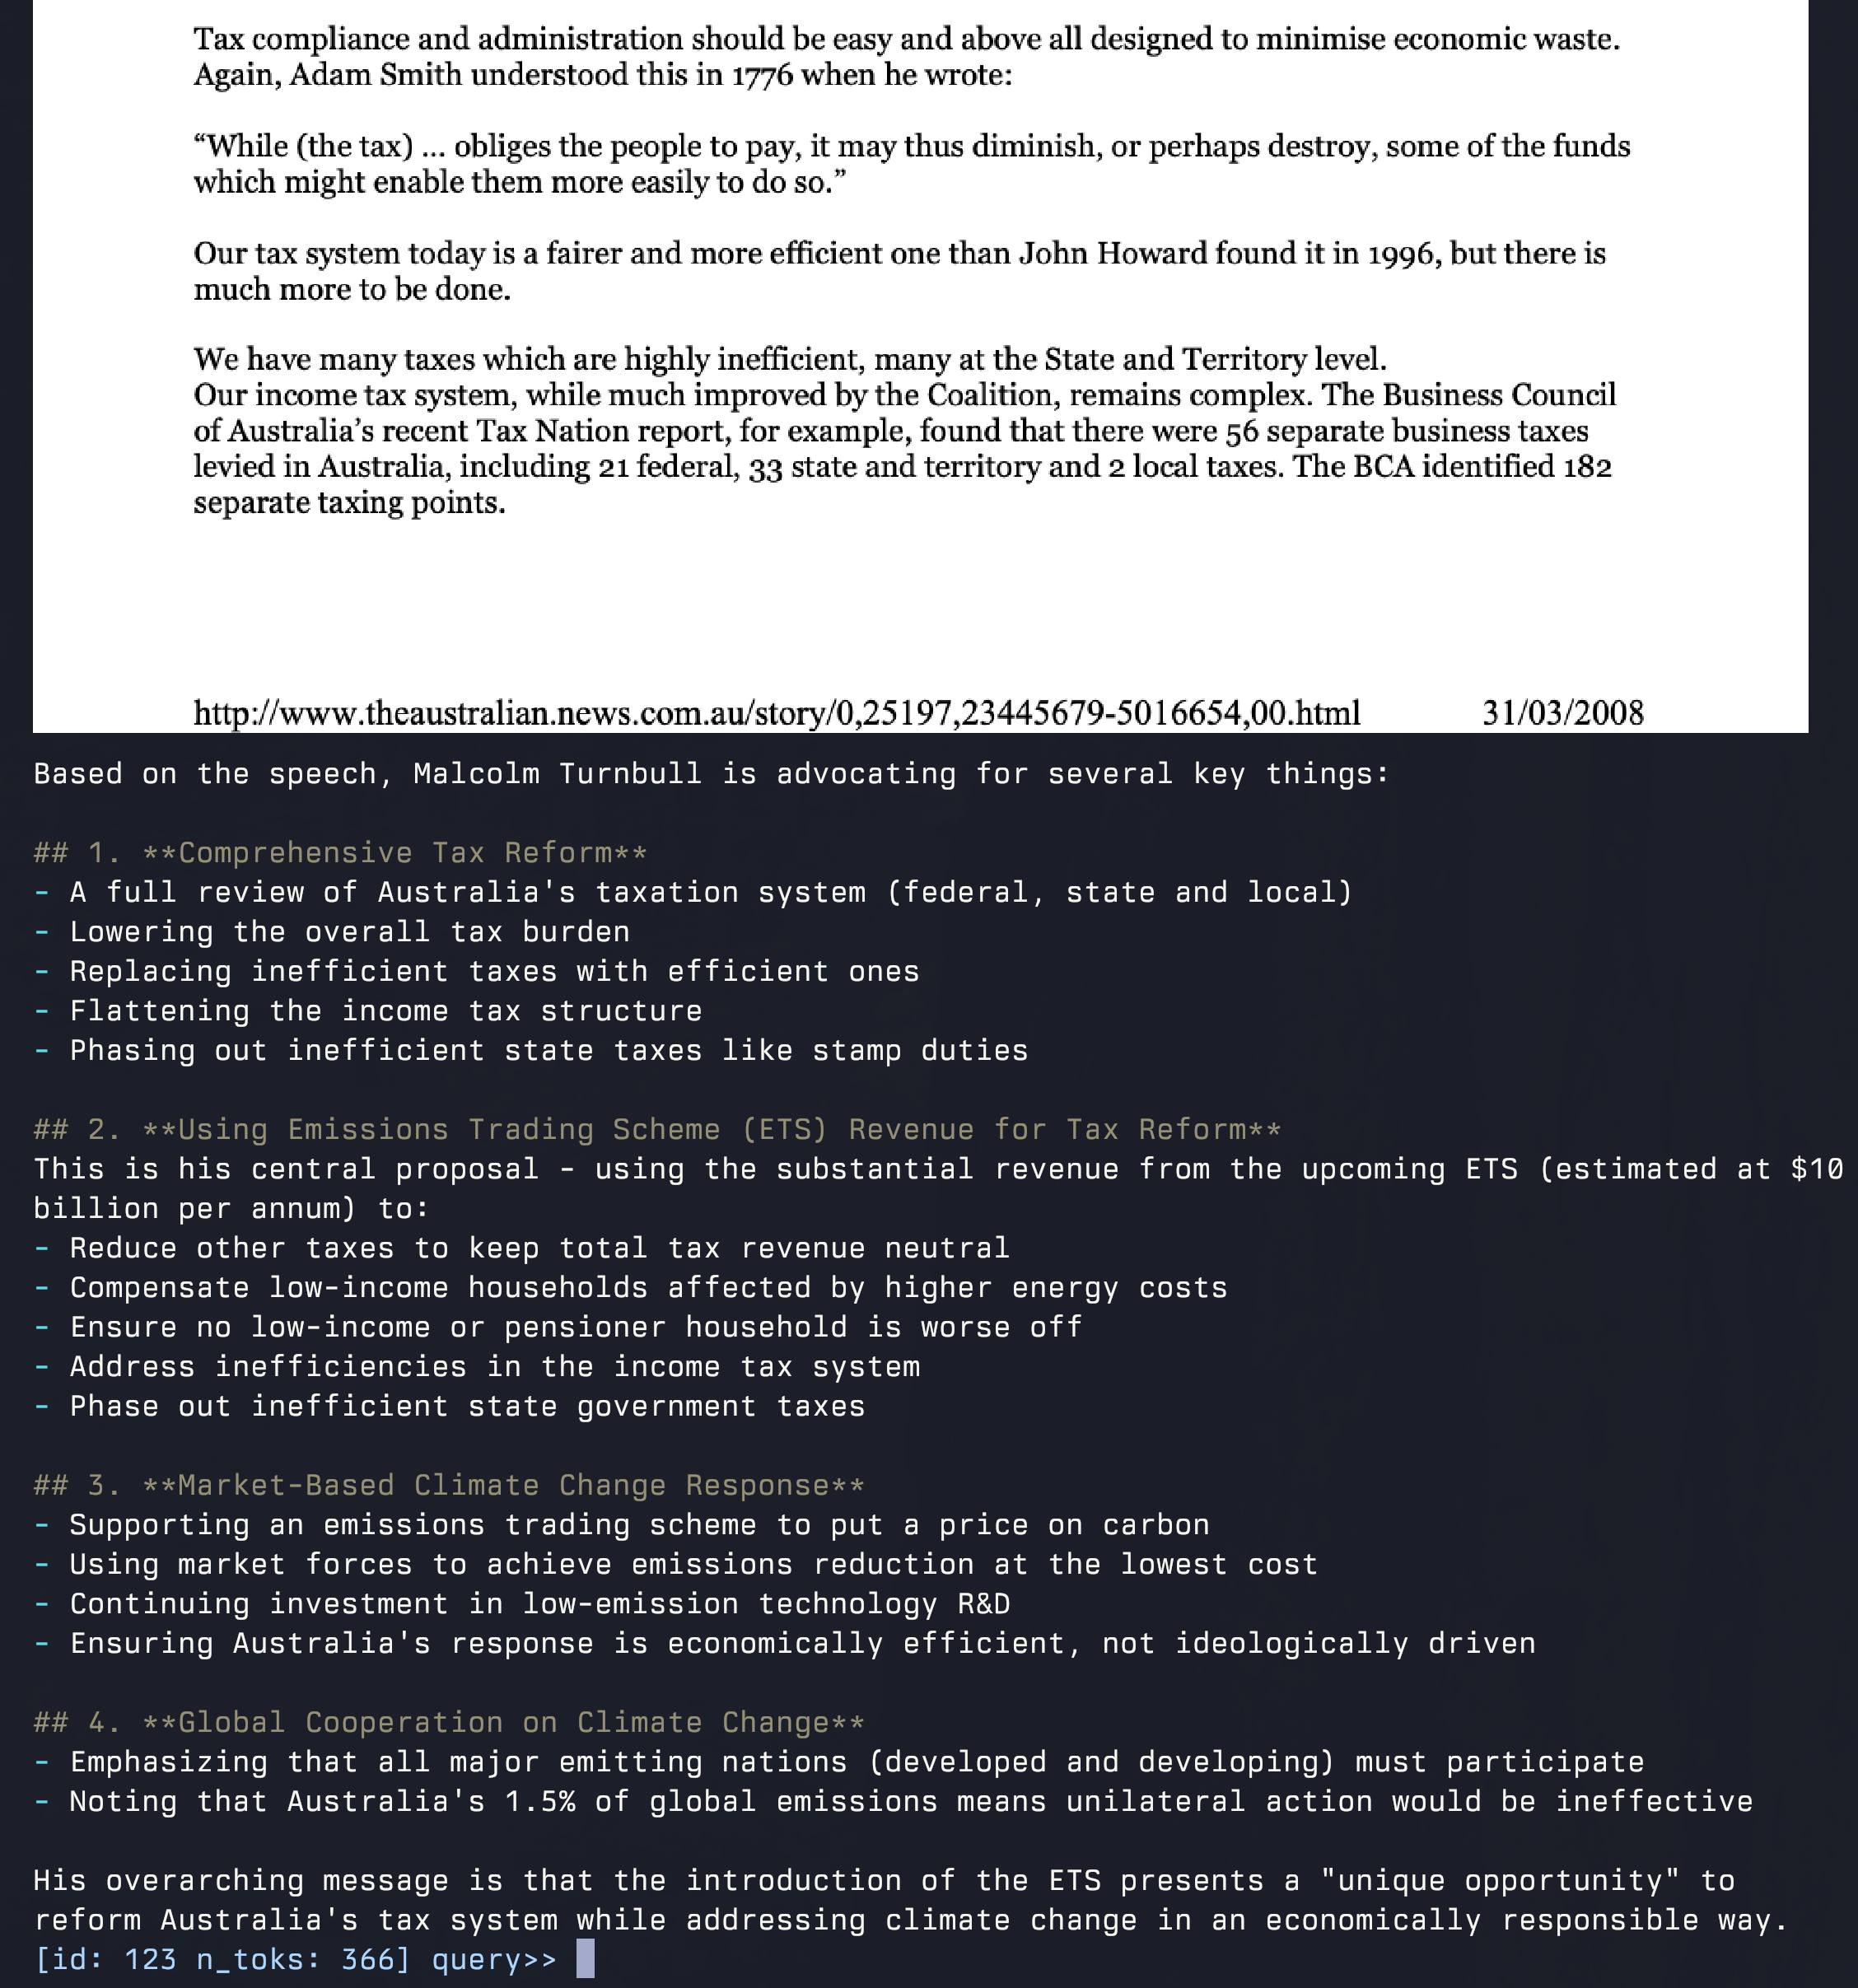 Tax compliance and administration should be easy and above all designed to minimise economic waste.
Again, Adam Smith understood this in 1776 when he wrote:
“While (the tax) ... obliges the people to pay, it may thus diminish, or perhaps destroy, some of the funds
which might enable them more easily to do so.”
Our tax system today is a fairer and more efficient one than John Howard found it in 1996, but there is
much more to be done.
We have many taxes which are highly inefficient, many at the State and Territory level.
Our income tax system, while much improved by the Coalition, remains complex. The Business Council
of Australia’s recent Tax Nation report, for example, found that there were 56 separate business taxes
levied in Australia, including 21 federal, 33 state and territory and 2 local taxes. The BCA identified 182
separate taxing points.
http://www.theaustralian.news.com.au/story/0,25197,23445679-5016654,00.html 31/03/2008
Based on the speech, Malcolm Turnbull is advocating for several key things:
## 1. **Comprehensive Tax Reform**
- A full review of Australia's taxation system (federal, state and local)
- Lowering the overall tax burden
- Replacing inefficient taxes with efficient ones
- Flattening the income tax structure
- Phasing out inefficient state taxes like stamp duties
## 2. **Using Emissions Trading Scheme (ETS) Revenue for Tax Reform**
This is his central proposal - using the substantial revenue from the upcoming ETS (estimated at $10
billion per annum) to:
- Reduce other taxes to keep total tax revenue neutral
- Compensate low-income households affected by higher energy costs
- Ensure no low-income or pensioner household is worse off
- Address inefficiencies in the income tax system
- Phase out inefficient state government taxes
## 3. **Market-Based Climate Change Response**
- Supporting an emissions trading scheme to put a price on carbon
- Using market forces to achieve emissions reduction at the lowest cost
- Continuing investment in low-emission technology R&D
- Ensuring Australia's response is economically efficient, not ideologically driven
## 4. **Global Cooperation on Climate Change**
- Emphasizing that all major emitting nations (developed and developing) must participate
- Noting that Australia's 1.5% of global emissions means unilateral action would be ineffective
His overarching message is that the introduction of the ETS presents a "unique opportunity" to
reform Australia's tax system while addressing climate change in an economically responsible way.
[id: 123 n_toks: 366] query>>